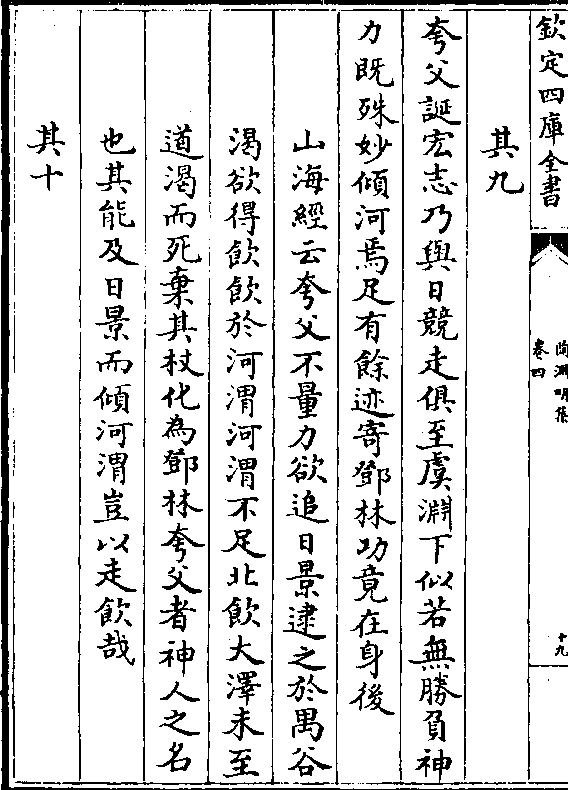 欽定四庫全書
陶淵明集
卷四
十九
其九
夸父誕宏志乃與日競走俱至虞淵下似若無勝負神
力既殊妙傾河焉足有餘迹寄鄧林功竟在身後
山海經云夸父不量力欲追日景逮之於禺谷
渴欲得飲飲於河渭河渭不足北飲大澤未至
道渴而死棄其杖化為鄧林夸父者神人之名
也其能及日景而傾河渭豈以走飲哉
其十